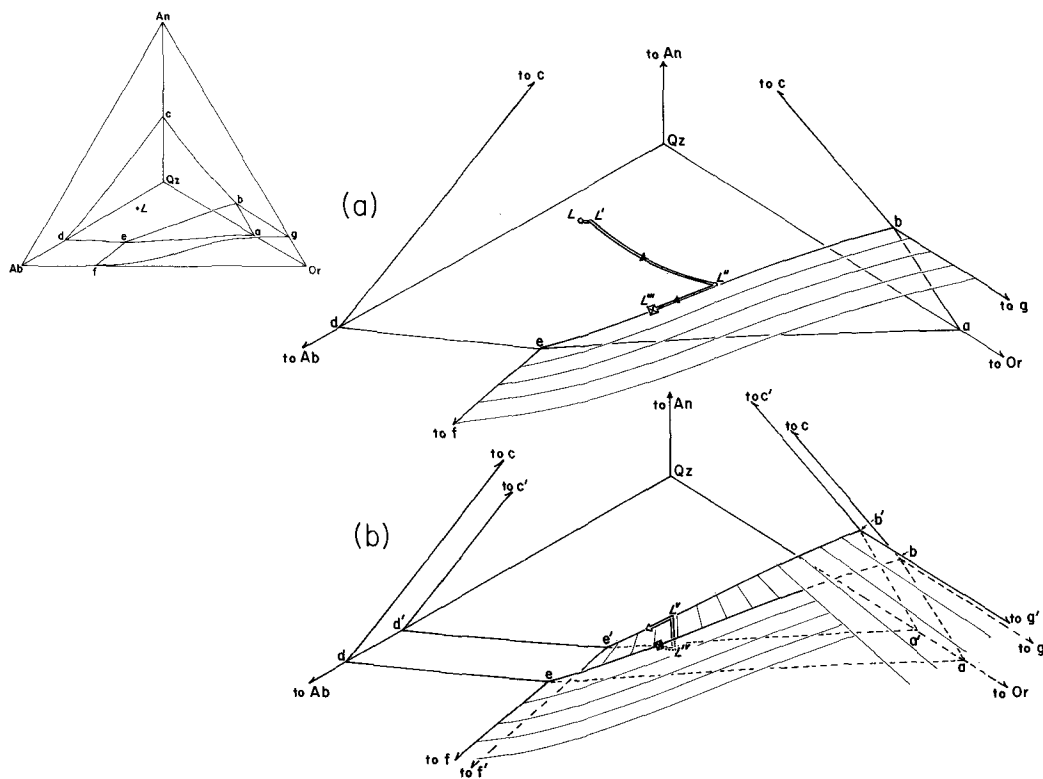 An
c
Qz
L
b
d
e
a
g
Ab
f
Or
(a)
to An
to c
to c
Qz
L L'
b
L"
L'''
d
to Ab
e
to g
a
to Or
to f
(b)
to An
to c'
to c
Qz
to c
to c'
b'
b
d'
L'
e'
d
L'''
a'
to g'
to g
a
e
to Ab
to Or
to f
to f'